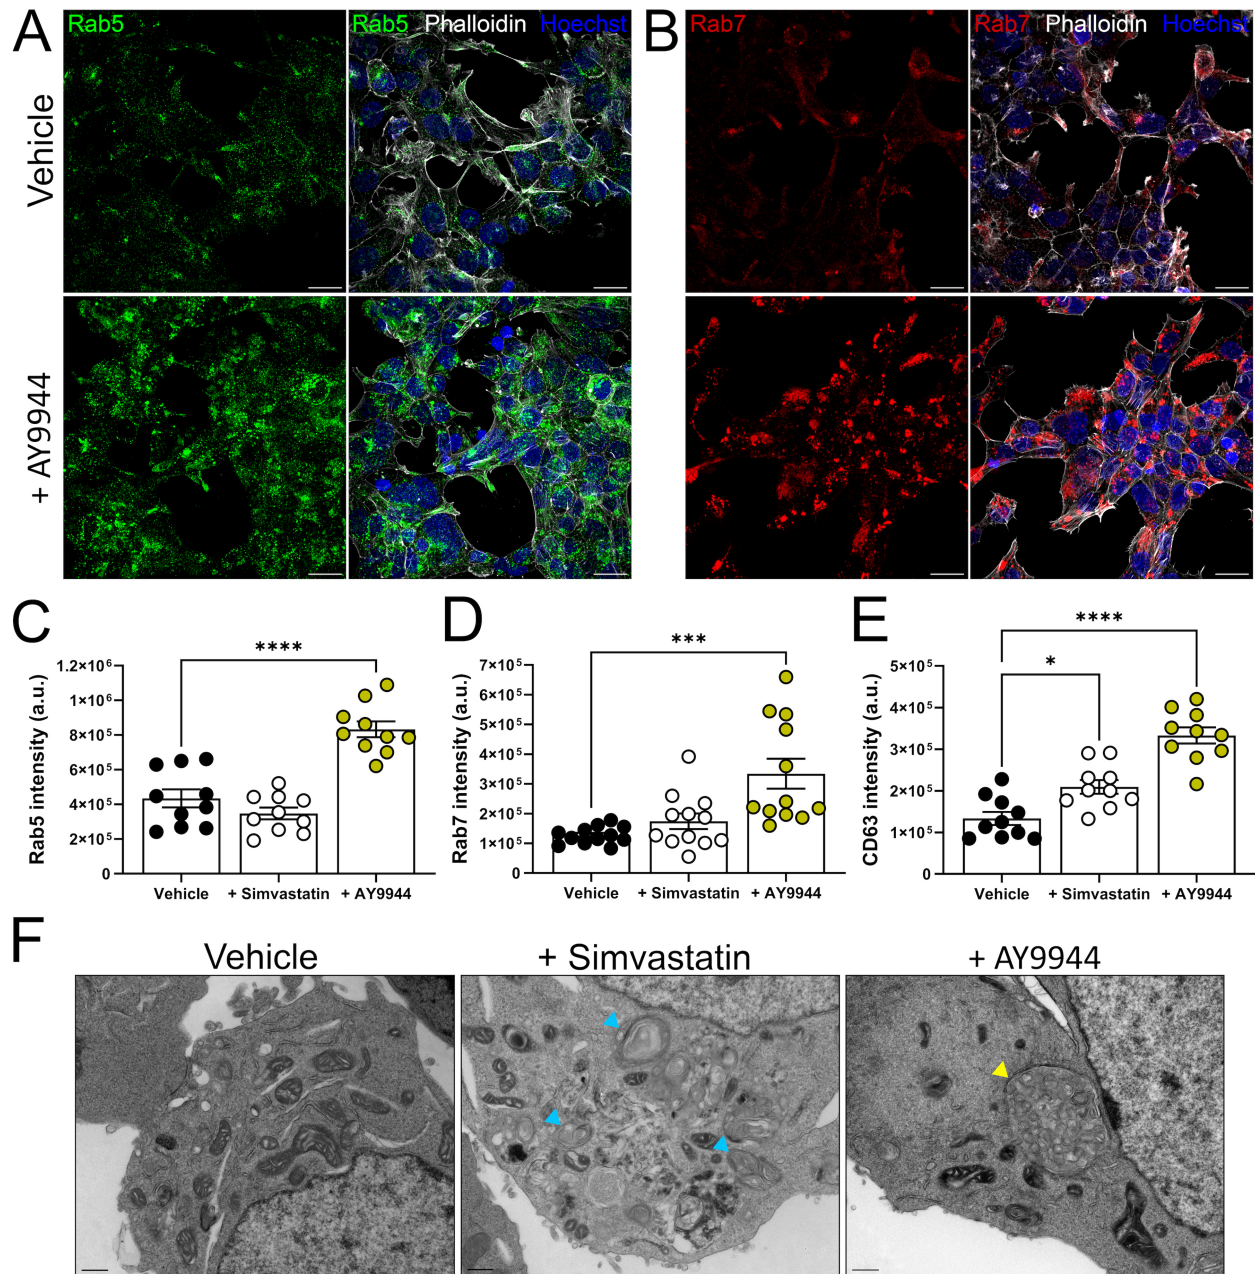 A
Rab5
Rab5 Phalloidin Hoechst
B
Rab7
Rab7 Phalloidin Hoechst
Vehicle
+ AY9944
C
Rab5 intensity (a.u.)
1.2×10⁶
1×10⁶
8×10⁵
6×10⁵
4×10⁵
2×10⁵
0
****
Vehicle + Simvastatin + AY9944
D
Rab7 intensity (a.u.)
7×10⁵
6×10⁵
5×10⁵
4×10⁵
3×10⁵
2×10⁵
1×10⁵
0
***
Vehicle + Simvastatin + AY9944
E
CD63 intensity (a.u.)
5×10⁵
4×10⁵
3×10⁵
2×10⁵
1×10⁵
0
****
*
Vehicle + Simvastatin + AY9944
F
Vehicle
+ Simvastatin
+ AY9944